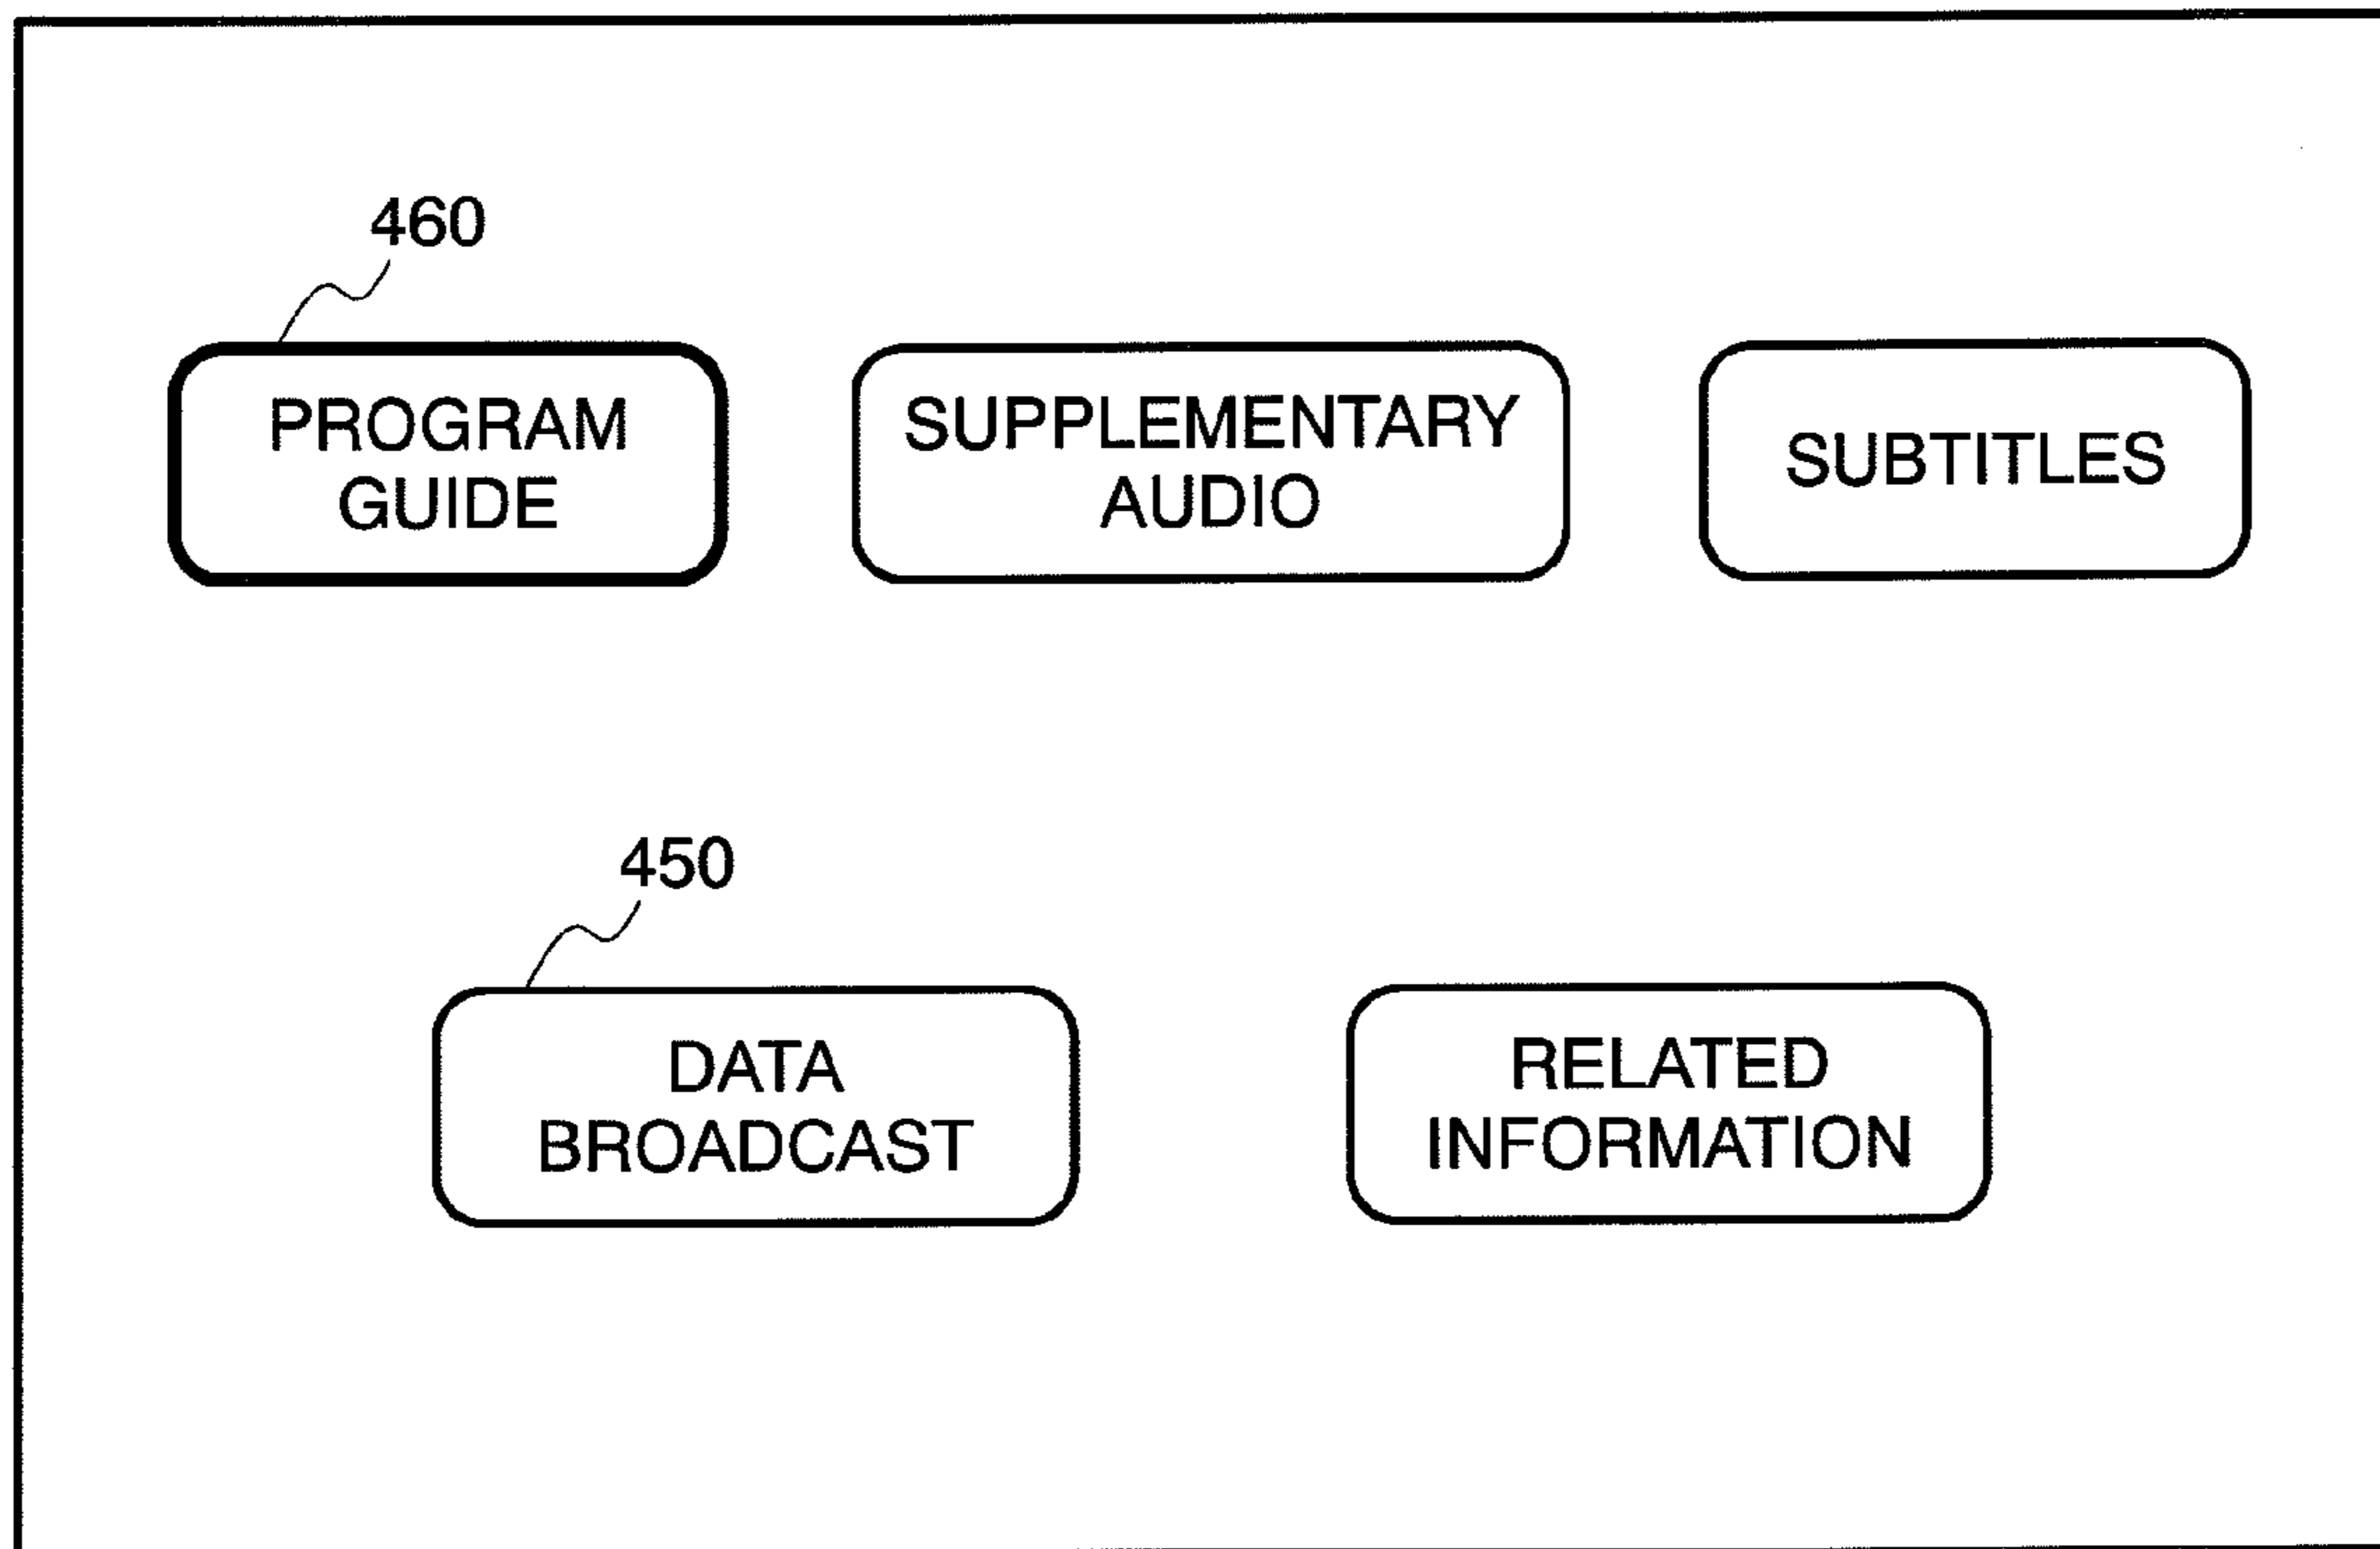 460
PROGRAM
GUIDE
SUPPLEMENTARY
AUDIO
SUBTITLES
450
DATA
BROADCAST
RELATED
INFORMATION